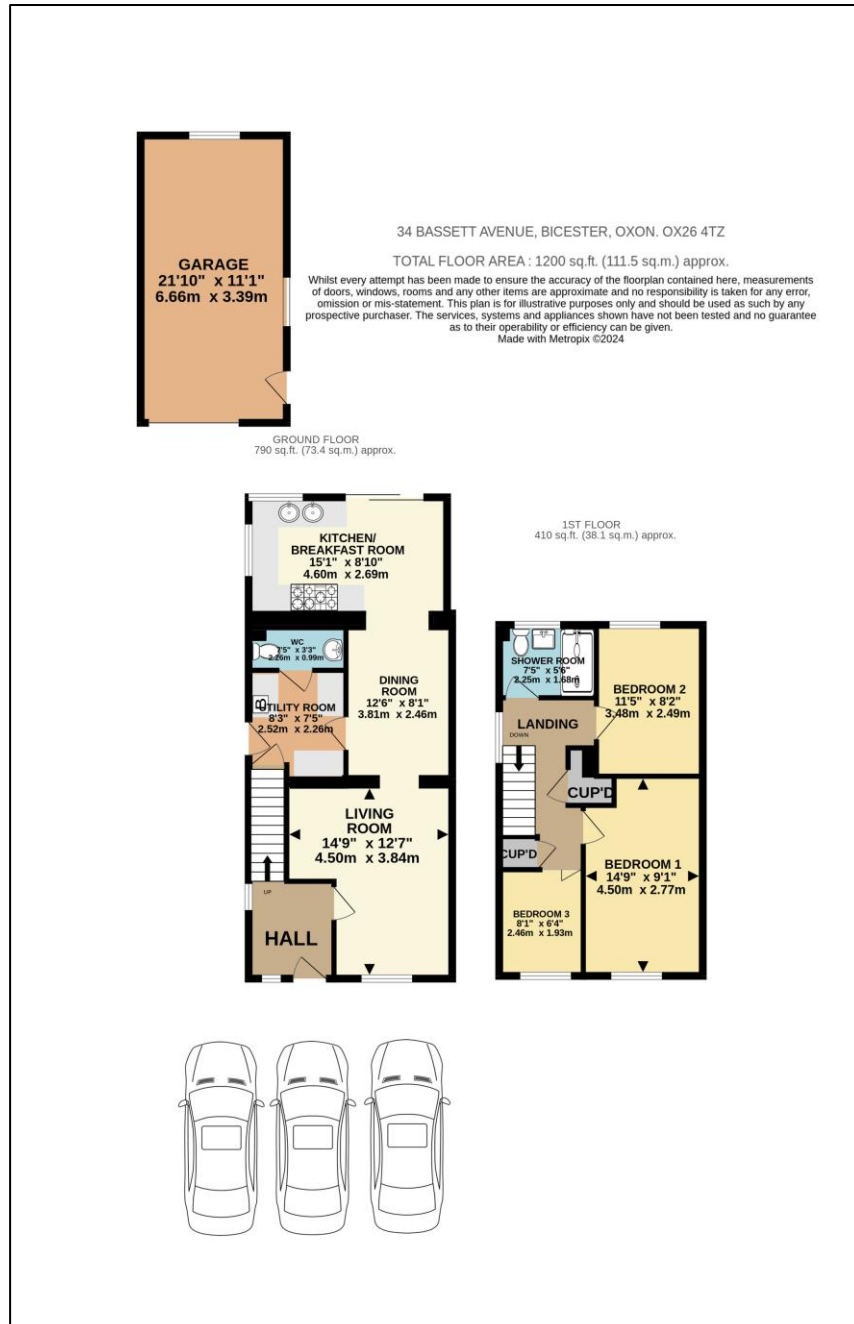 34 BASSETT AVENUE, BICESTER, OXON. OX26 4TZ
TOTAL FLOOR AREA : 1200 sq.ft. (111.5 sq.m.) approx.
Whilst every attempt has been made to ensure the accuracy of the floorplan contained here, measurements
of doors, windows, rooms and any other items are approximate and no responsibility is taken for any error,
omission or mis-statement. This plan is for illustrative purposes only and should be used as such by any
prospective purchaser. The services, systems and appliances shown have not been tested and no guarantee
as to their operability or efficiency can be given.
Made with Metropix ©2024
GARAGE
21'10" x 11'1"
6.66m x 3.39m
GROUND FLOOR
790 sq.ft. (73.4 sq.m.) approx.
KITCHEN/
BREAKFAST ROOM
15'1" x 8'10"
4.60m x 2.69m
WC
7'5" x 3'3"
2.26m x 0.99m
DINING
ROOM
12'6" x 8'1"
3.81m x 2.46m
B
UTILITY ROOM
8'3" x 7'5"
2.52m x 2.26m
LIVING
ROOM
14'9" x 12'7"
4.50m x 3.84m
UP
HALL
1ST FLOOR
410 sq.ft. (38.1 sq.m.) approx.
SHOWER ROOM
7'5" x 5'6"
2.25m x 1.68m
BEDROOM 2
11'5" x 8'2"
3.48m x 2.49m
LANDING
DOWN
CUP'D
CUP'D
BEDROOM 1
14'9" x 9'1"
4.50m x 2.77m
BEDROOM 3
8'1" x 6'4"
2.46m x 1.93m